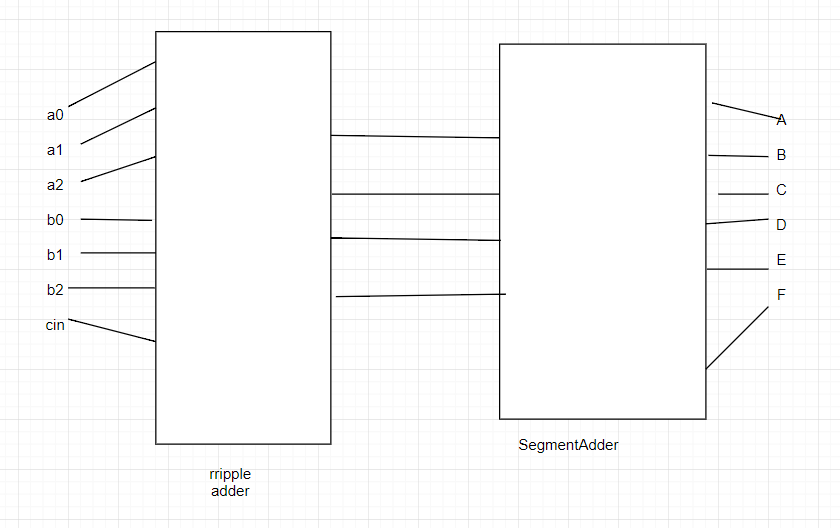 a0
a1
a2
b0
b1
b2
cin
A
B
C
D
E
F
SegmentAdder
rripple
adder